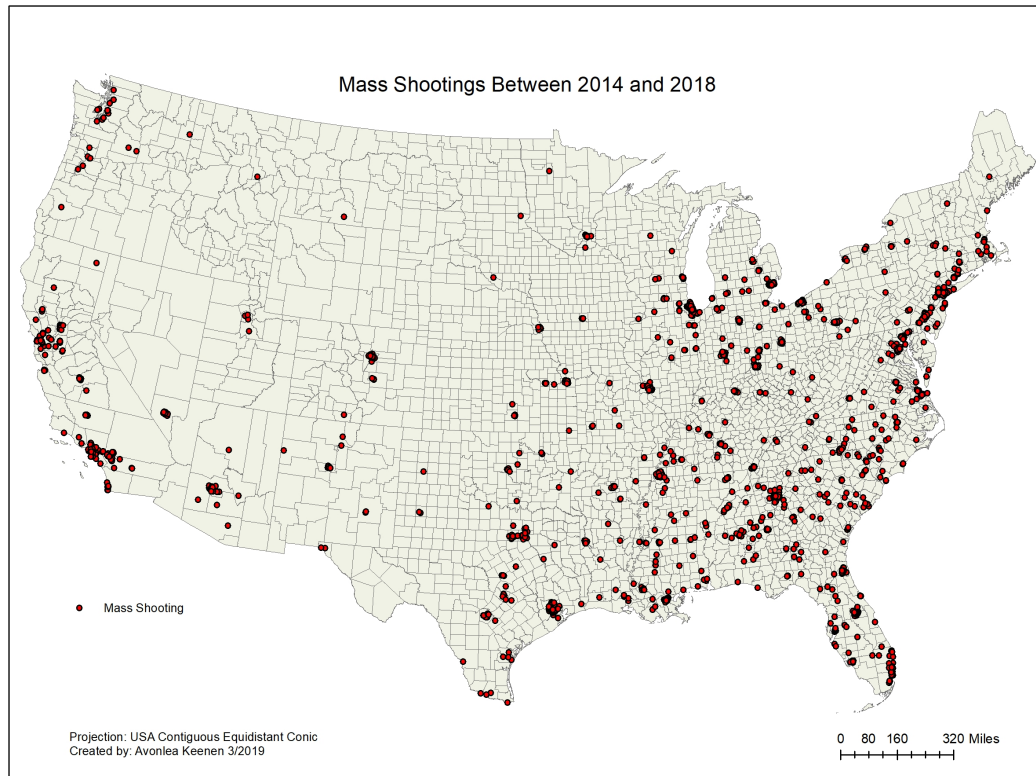 Mass Shootings Between 2014 and 2018
Mass Shooting
Projection: USA Contiguous Equidistant Conic
Created by: Avonlea Keenen 3/2019
0 80 160 320 Miles